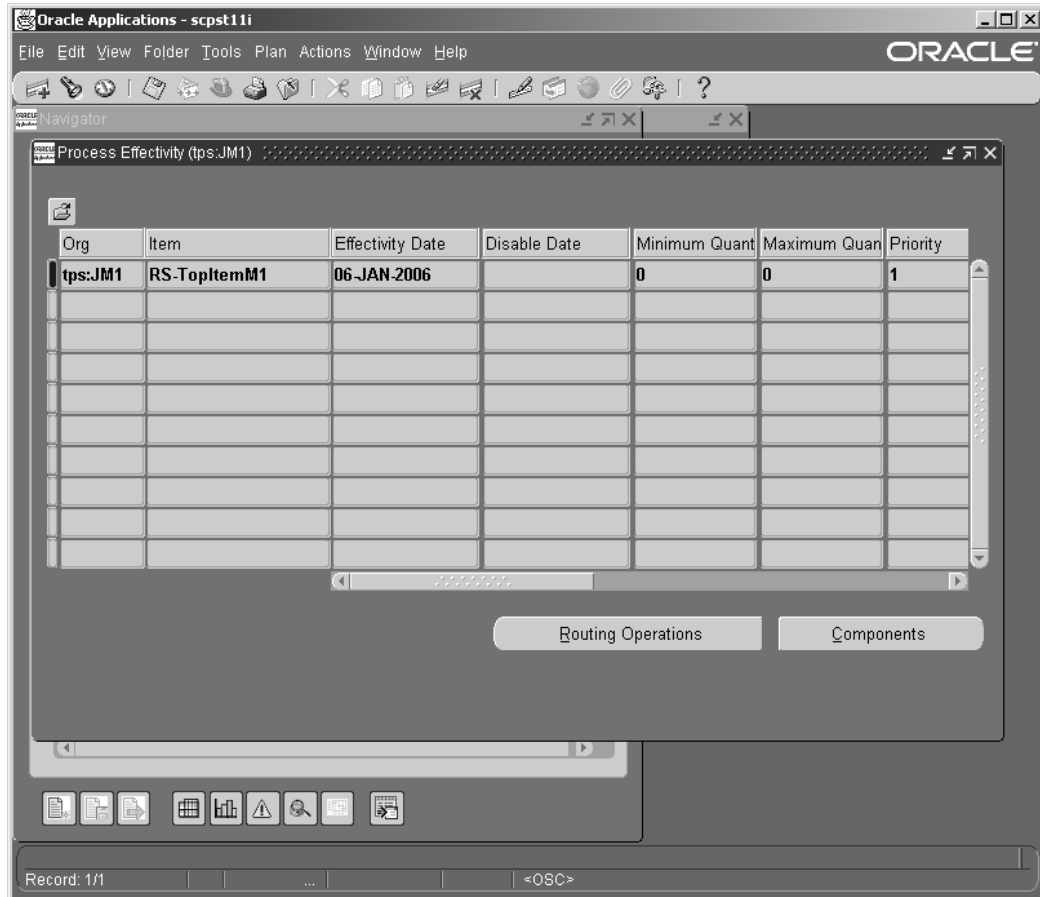 Oracle Applications - scpst11i
File Edit View Folder Tools Plan Actions Window Help
ORACLE
Navigator
Process Effectivity (tps:JM1)
Org Item Effectivity Date Disable Date Minimum Quant Maximum Quan Priority
tps:JM1 RS-TopItemM1 06-JAN-2006 0 0 1
Routing Operations Components
Record: 1/1 ... <OSC>